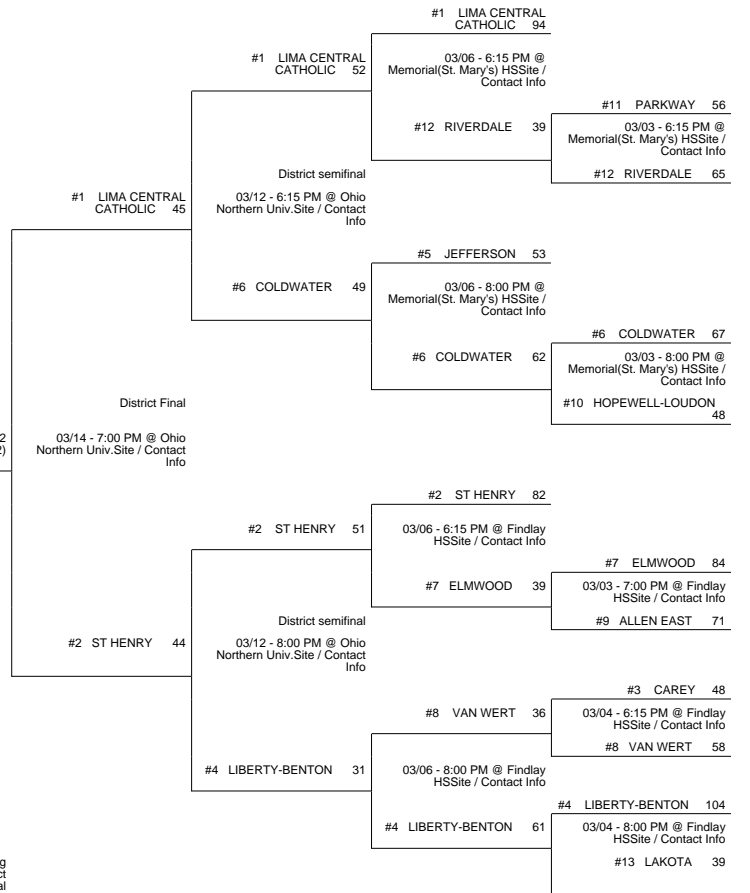 #1 LIMA CENTRAL
CATHOLIC 94
#1 LIMA CENTRAL
CATHOLIC 52
03/06 - 6:15 PM @
Memorial(St. Mary's) HSSite /
Contact Info
#11 PARKWAY 56
#12 RIVERDALE 39
03/03 - 6:15 PM @
Memorial(St. Mary's) HSSite /
Contact Info
#12 RIVERDALE 65
District semifinal
#1 LIMA CENTRAL
CATHOLIC 45
03/12 - 6:15 PM @ Ohio
Northern Univ.Site / Contact
Info
#5 JEFFERSON 53
#6 COLDWATER 49
03/06 - 8:00 PM @
Memorial(St. Mary's) HSSite /
Contact Info
#6 COLDWATER 67
#6 COLDWATER 62
03/03 - 8:00 PM @
Memorial(St. Mary's) HSSite /
Contact Info
#10 HOPEWELL-LOUDON
48
District Final
2
2)
03/14 - 7:00 PM @ Ohio
Northern Univ.Site / Contact
Info
#2 ST HENRY 82
#2 ST HENRY 51
03/06 - 6:15 PM @ Findlay
HSSite / Contact Info
#7 ELMWOOD 84
#7 ELMWOOD 39
03/03 - 7:00 PM @ Findlay
HSSite / Contact Info
#9 ALLEN EAST 71
District semifinal
#2 ST HENRY 44
03/12 - 8:00 PM @ Ohio
Northern Univ.Site / Contact
Info
#3 CAREY 48
#8 VAN WERT 36
03/04 - 6:15 PM @ Findlay
HSSite / Contact Info
#8 VAN WERT 58
#4 LIBERTY-BENTON 31
03/06 - 8:00 PM @ Findlay
HSSite / Contact Info
#4 LIBERTY-BENTON 104
#4 LIBERTY-BENTON 61
03/04 - 8:00 PM @ Findlay
HSSite / Contact Info
#13 LAKOTA 39
g
ct
al